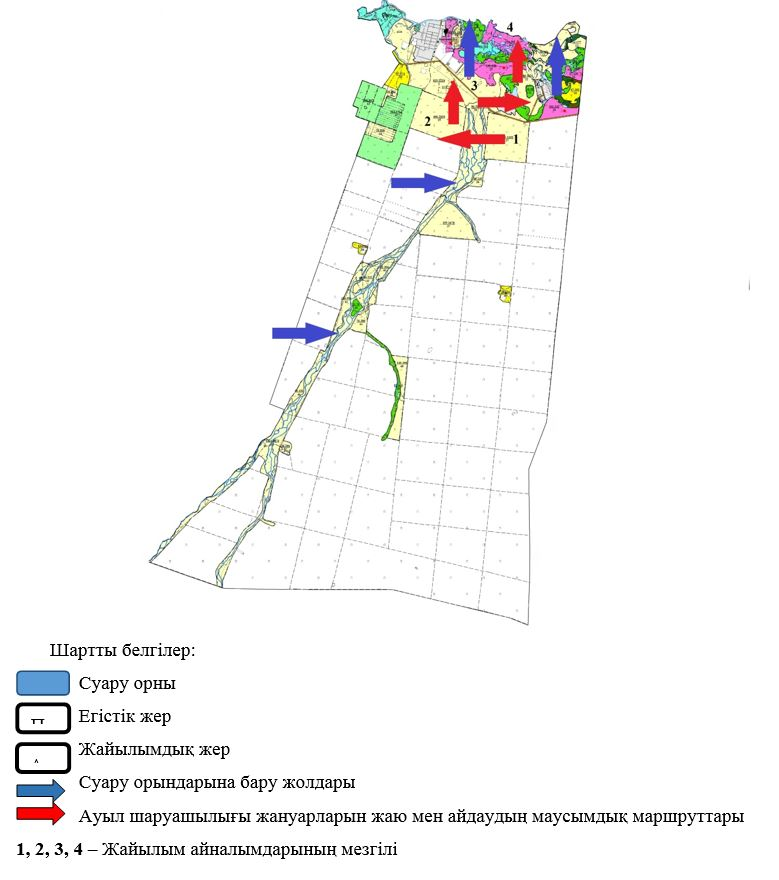 4
3
2
1
Шартты белгілер:
Суару орны
Егістік жер
Жайылымдық жер
Суару орындарына бару жолдары
Ауыл шаруашылығы жануарларын жаю мен айдаудың маусымдық маршруттары
1, 2, 3, 4 – Жайылым айналымдарының мезгілі